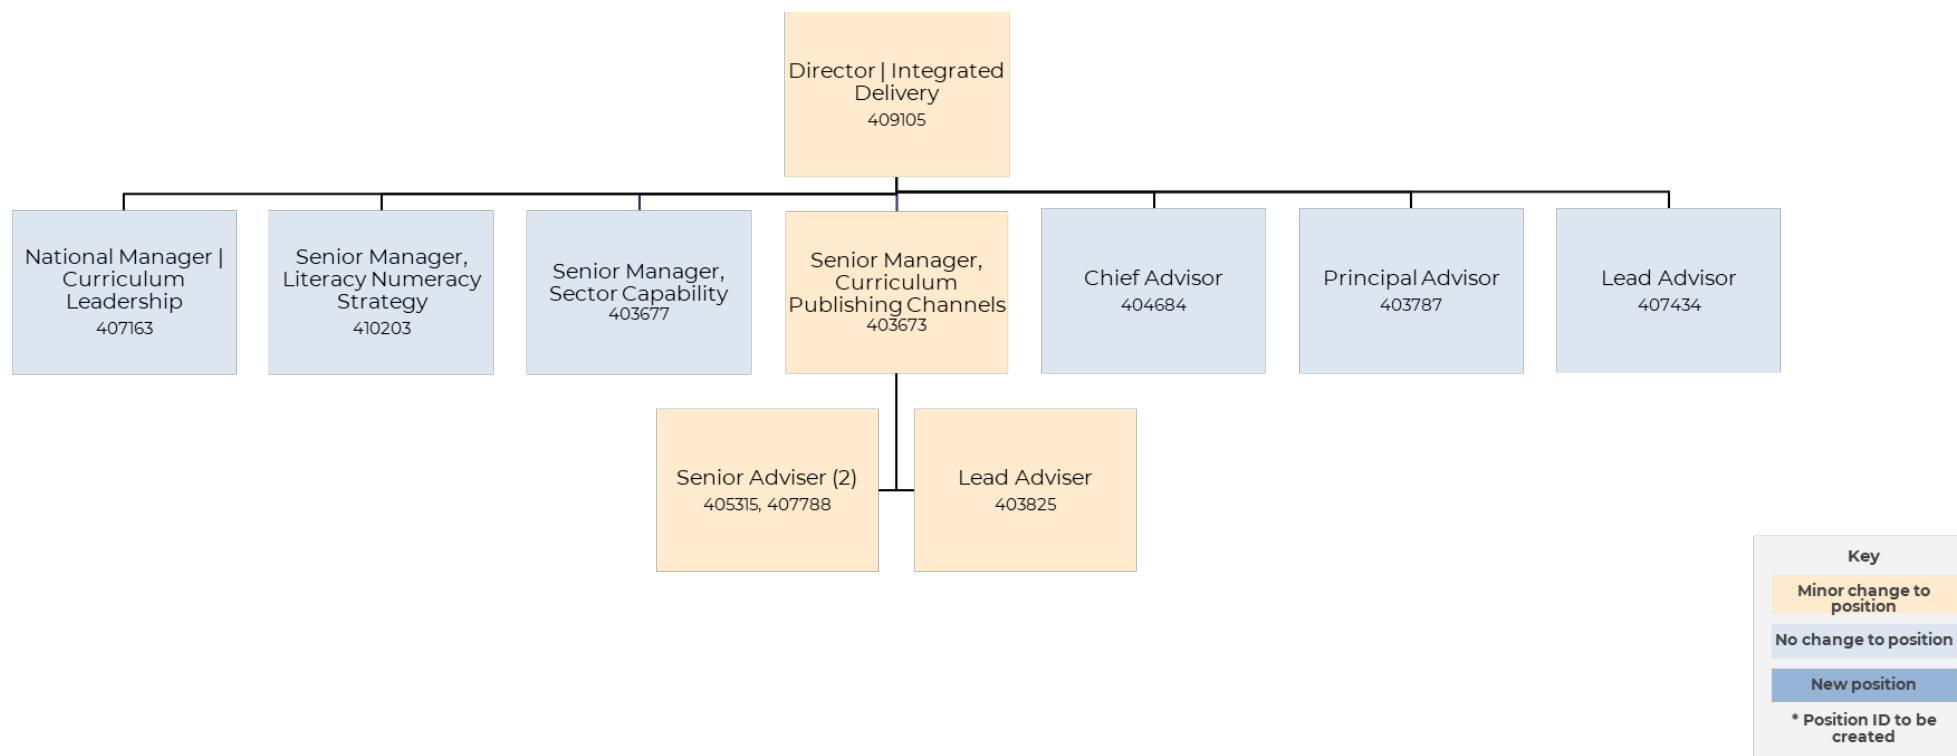 Director | Integrated
Delivery
409105
National Manager |
Curriculum
Leadership
407163
Senior Manager,
Literacy Numeracy
Strategy
410203
Senior Manager,
Sector Capability
403677
Senior Manager,
Curriculum
Publishing Channels
403673
Chief Advisor
404684
Principal Advisor
403787
Lead Advisor
407434
Senior Adviser (2)
405315, 407788
Lead Adviser
403825
Key
Minor change to
position
No change to position
New position
* Position ID to be
created